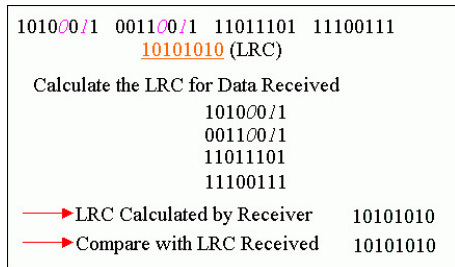 10100011 00110011 11011101 11100111
10101010 (LRC)
Calculate the LRC for Data Received
10100011
00110011
11011101
11100111
LRC Calculated by Receiver 10101010
Compare with LRC Received 10101010